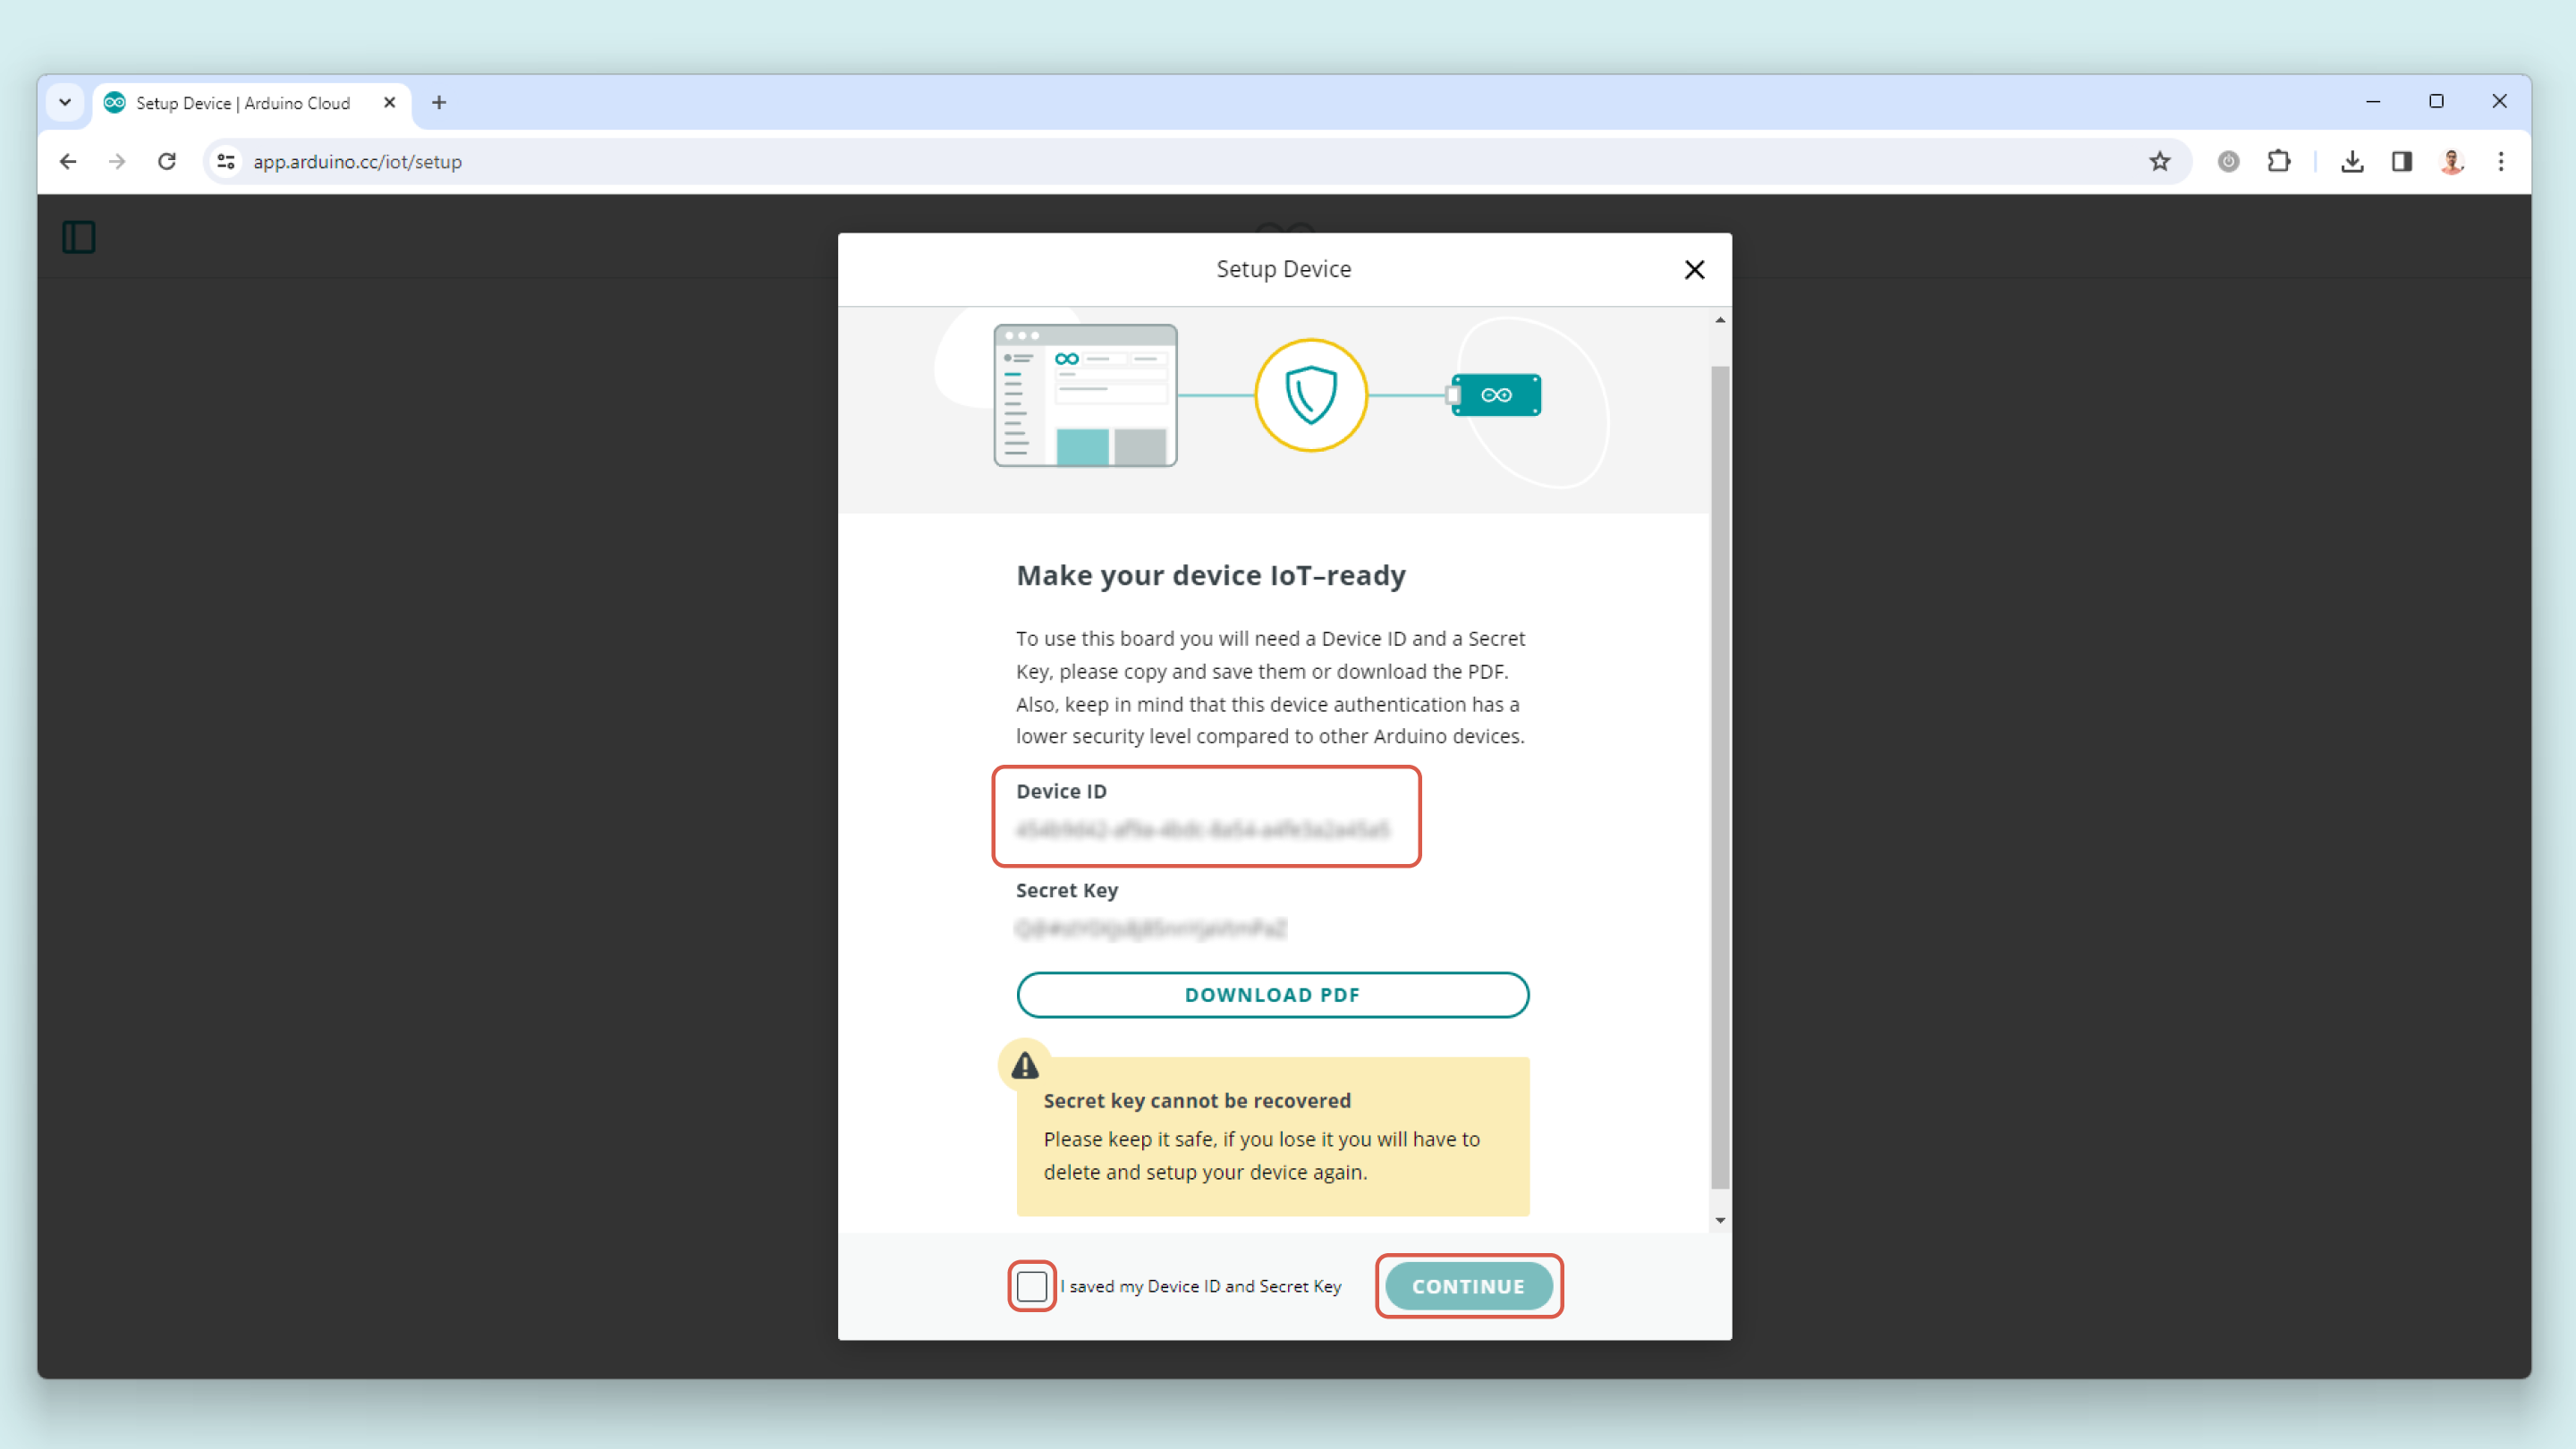 Setup Device | Arduino Cloud
app.arduino.cc/iot/setup
Setup Device
Make your device IoT–ready
To use this board you will need a Device ID and a Secret
Key, please copy and save them or download the PDF.
Also, keep in mind that this device authentication has a
lower security level compared to other Arduino devices.
Device ID
Secret Key
DOWNLOAD PDF
Secret key cannot be recovered
Please keep it safe, if you lose it you will have to
delete and setup your device again.
I saved my Device ID and Secret Key
CONTINUE